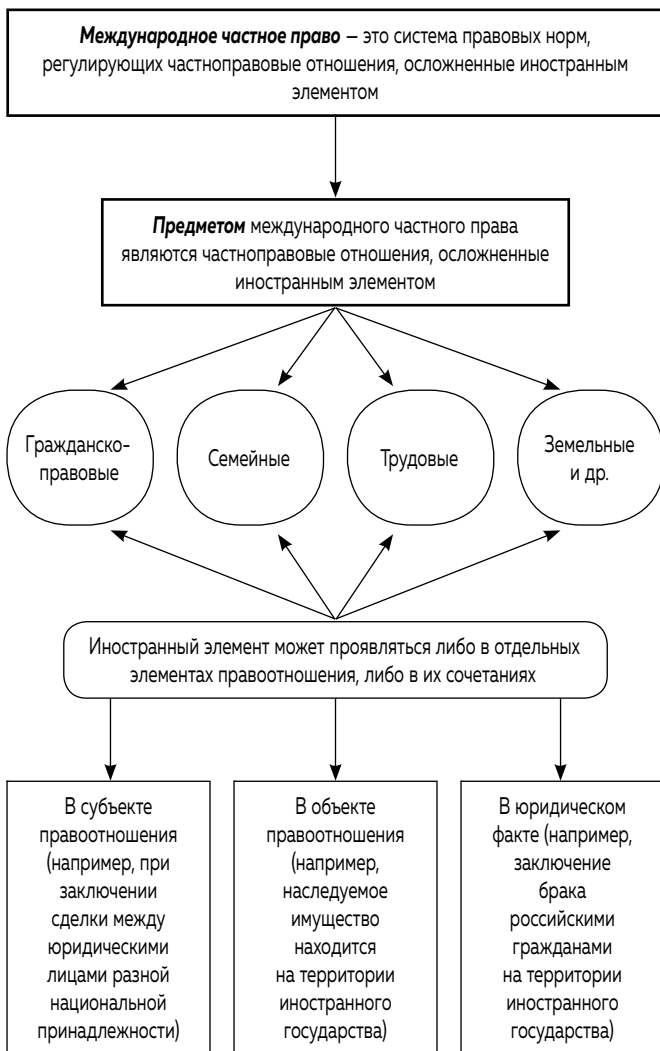 Международное частное право – это система правовых норм,
регулирующих частноправовые отношения, осложненные иностранным
элементом
Предметом международного частного права
являются частноправовые отношения, осложненные
иностранным элементом
Гражданско-
правовые
Семейные
Трудовые
Земельные
и др.
Иностранный элемент может проявляться либо в отдельных
элементах правоотношения, либо в их сочетаниях
В субъекте
правоотношения
(например, при
заключении
сделки между
юридическими
лицами разной
национальной
принадлежности)
В объекте
правоотношения
(например,
наследуемое
имущество
находится
на территории
иностранного
государства)
В юридическом
факте (например,
заключение
брака
российскими
гражданами
на территории
иностранного
государства)